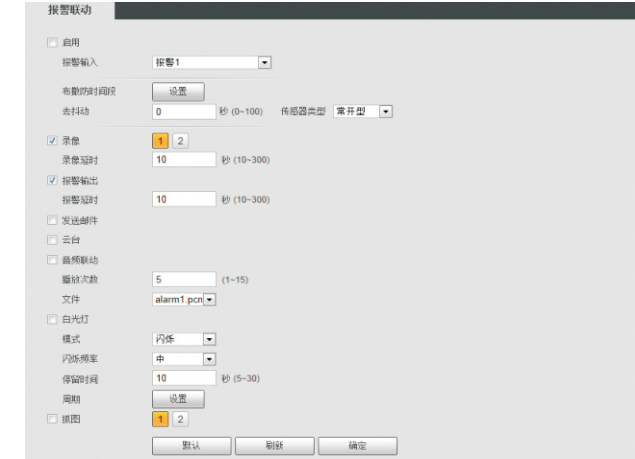 报警联动
启用
报警输入 报警1
布撤防时间段 设置
去抖动 0 秒 (0~100) 传感器类型 常开型
录像 1 2
录像延时 10 秒 (10~300)
报警输出
报警延时 10 秒 (10~300)
发送邮件
云台
音频联动
播放次数 5 (1~15)
文件 alarm1.pcn
白光灯
模式 闪烁
闪烁频率 中
停留时间 10 秒 (5~30)
周期 设置
抓图 1 2
默认 刷新 确定